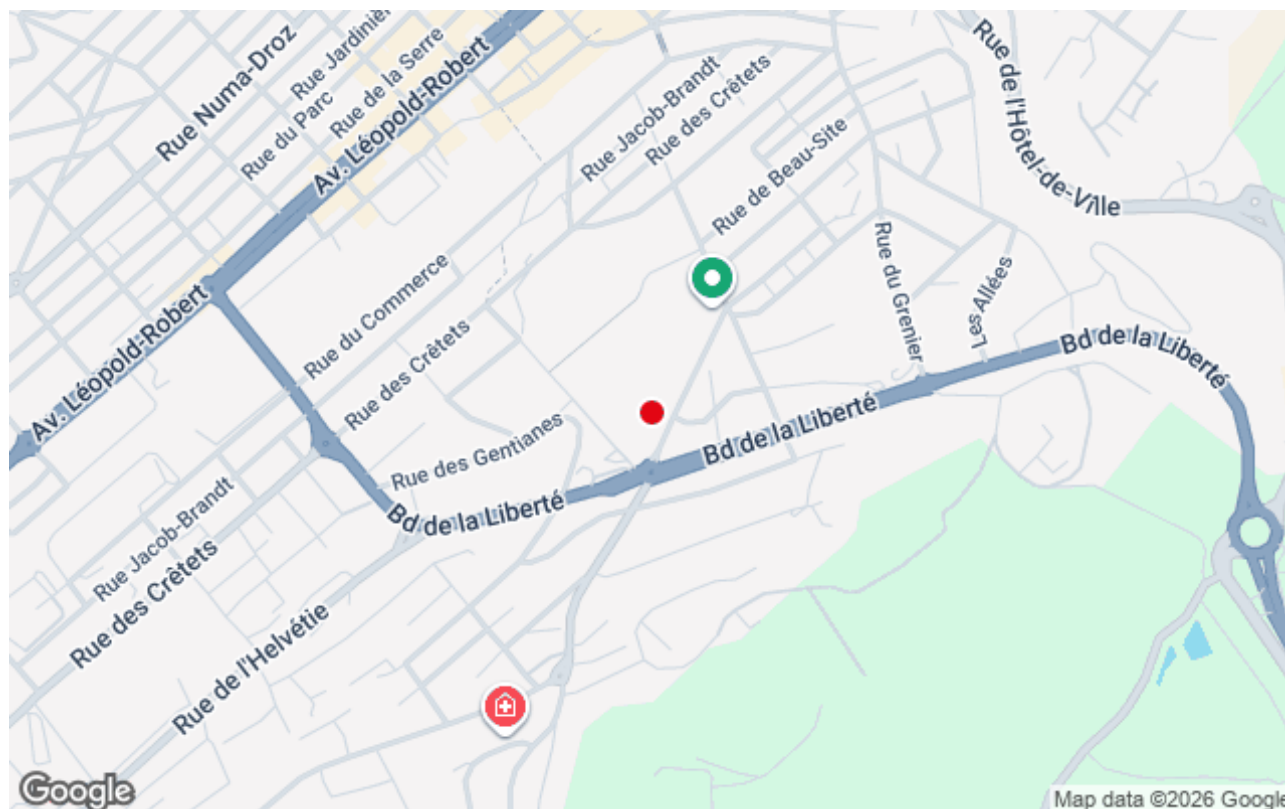 Rue Numa-Droz
Rue Jardinière
Rue du Parc
Rue de la Serre
Av. Léopold-Robert
Rue Jacob-Brandt
Rue des Crêtets
Rue de Beau-Site
Rue de l'Hôtel-de-Ville
Av. Léopold-Robert
Rue du Commerce
Rue des Crêtets
Rue du Grenier
Les Allées
Bd de la Liberté
Bd de la Liberté
Rue des Gentianes
Bd de la Liberté
Rue Jacob-Brandt
Rue des Crêtets
Rue de l'Helvétie
Google
Map data ©2026 Google